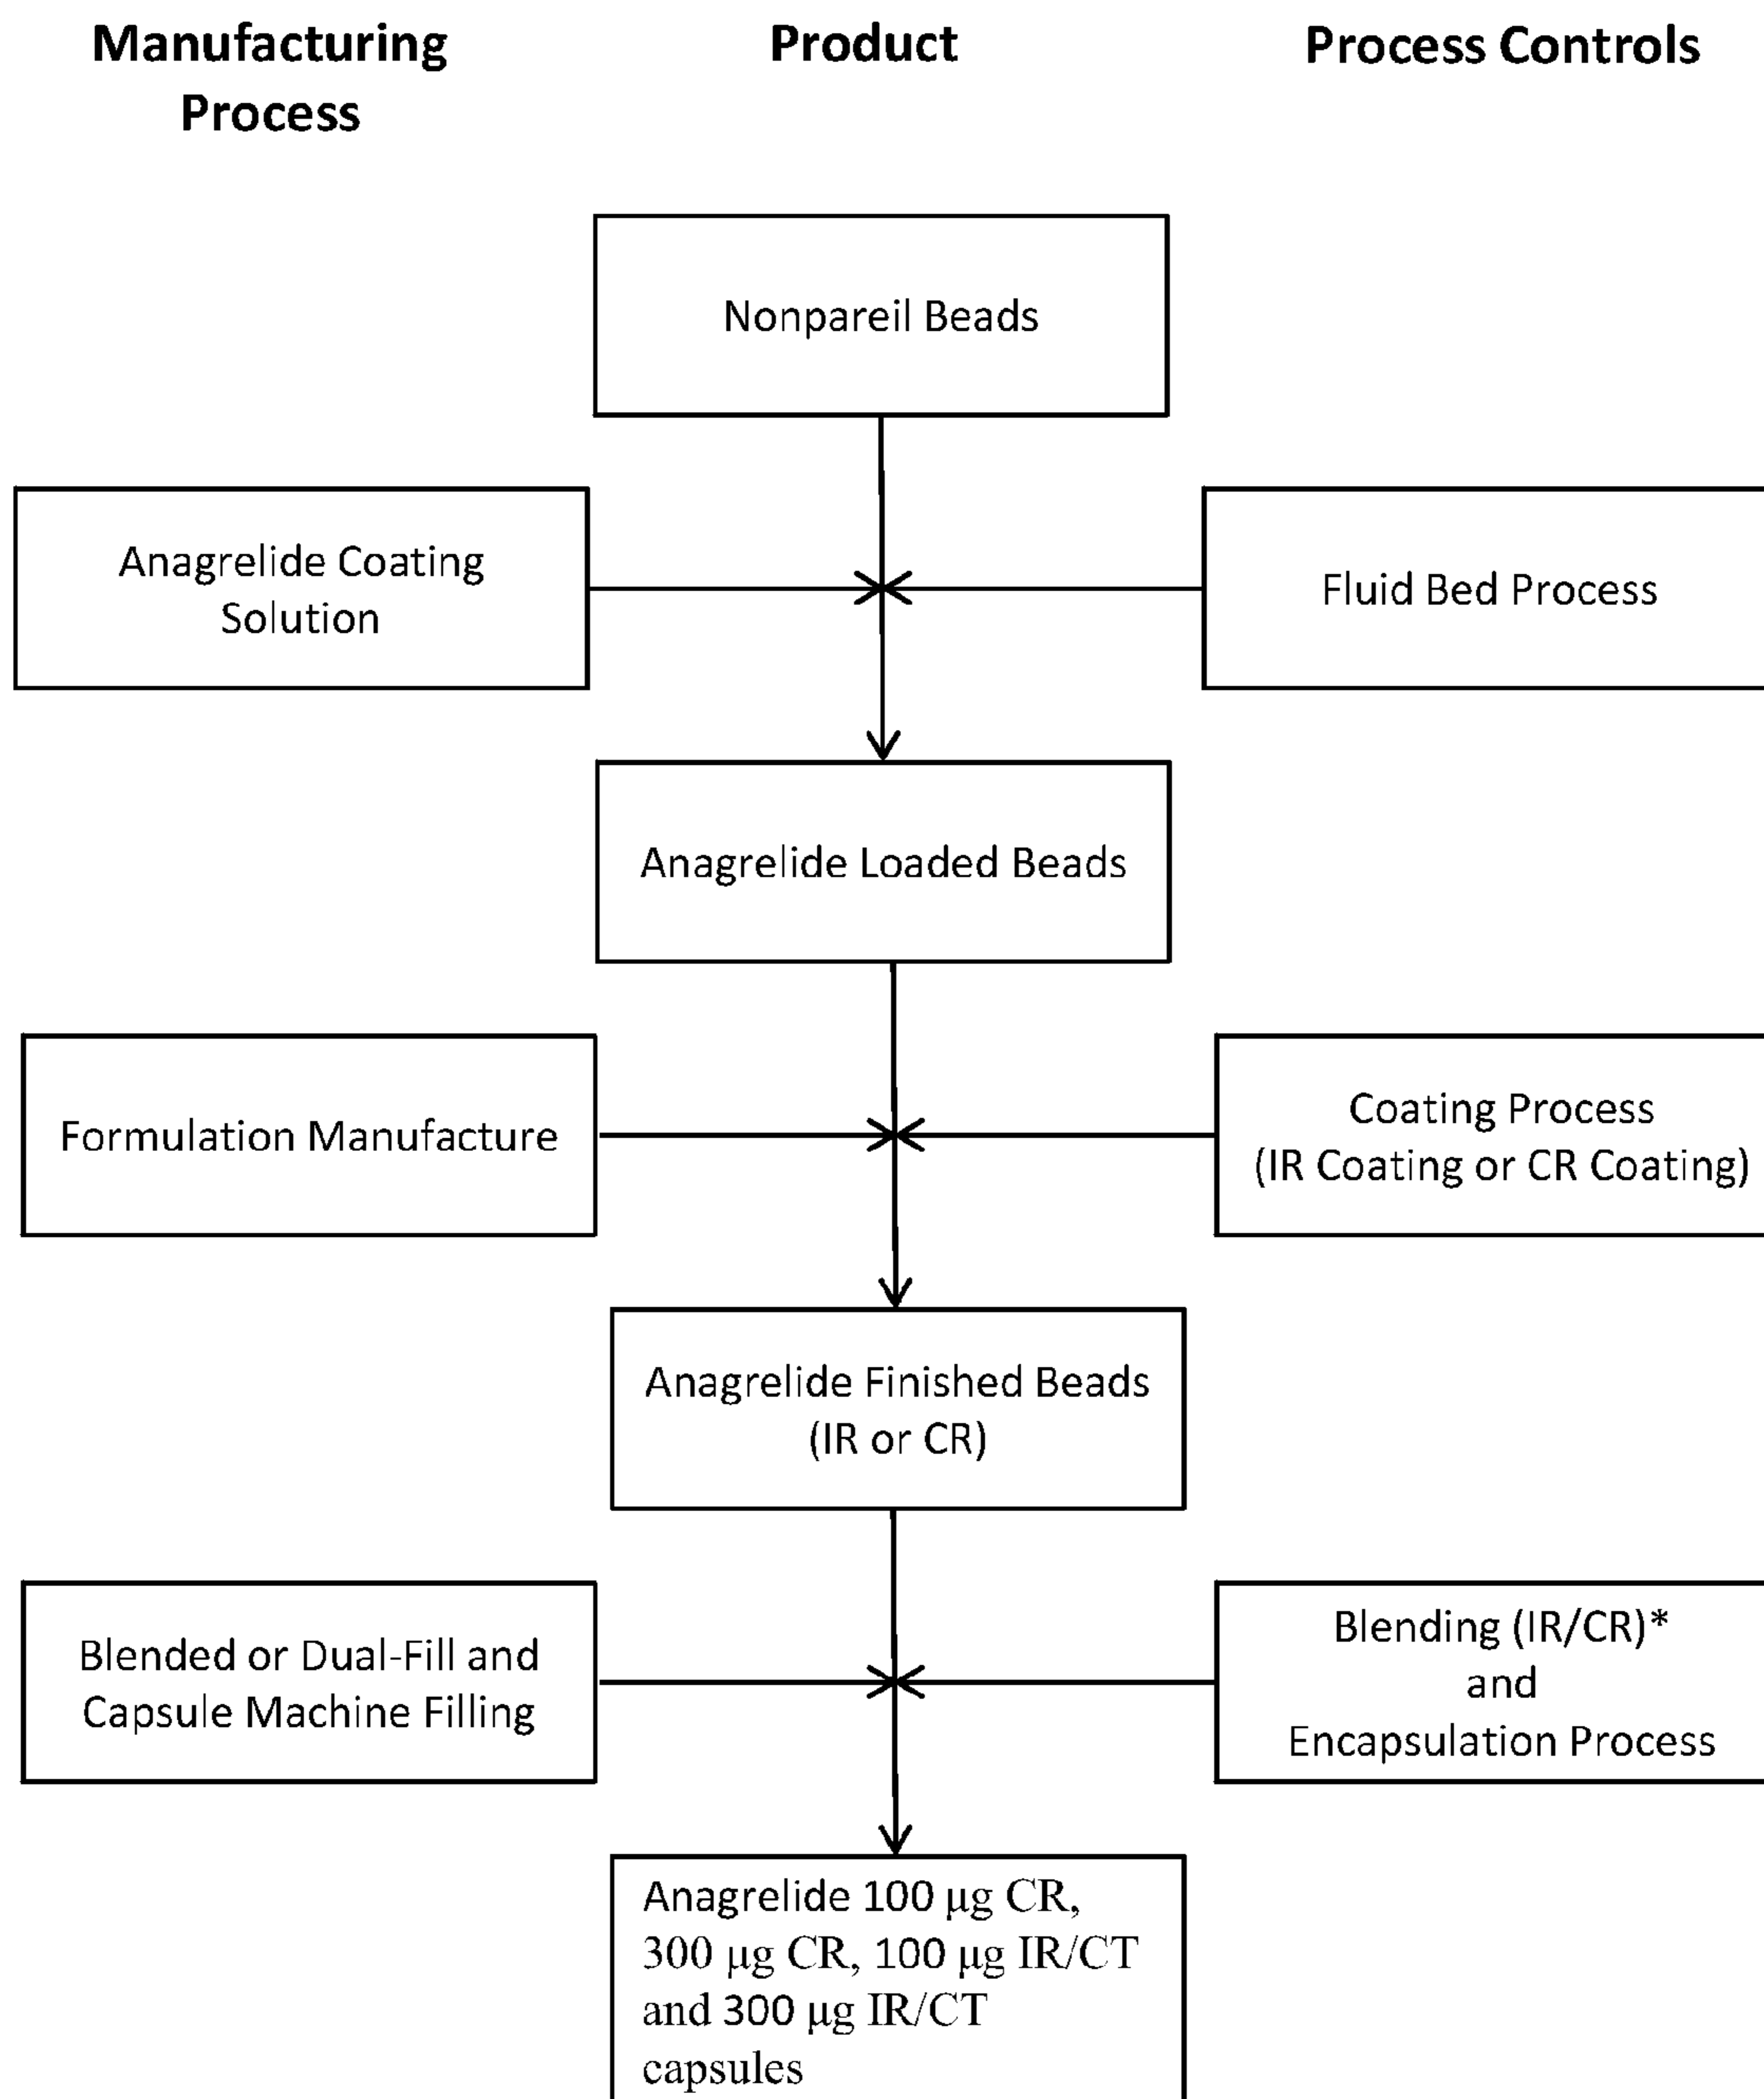 Manufacturing
Process
Product
Process Controls
Nonpareil Beads
Anagrelide Coating
Solution
Fluid Bed Process
Anagrelide Loaded Beads
Formulation Manufacture
Coating Process
(IR Coating or CR Coating)
Anagrelide Finished Beads
(IR or CR)
Blended or Dual-Fill and
Capsule Machine Filling
Blending (IR/CR)*
and
Encapsulation Process
Anagrelide 100 µg CR,
300 µg CR, 100 µg IR/CT
and 300 µg IR/CT
capsules